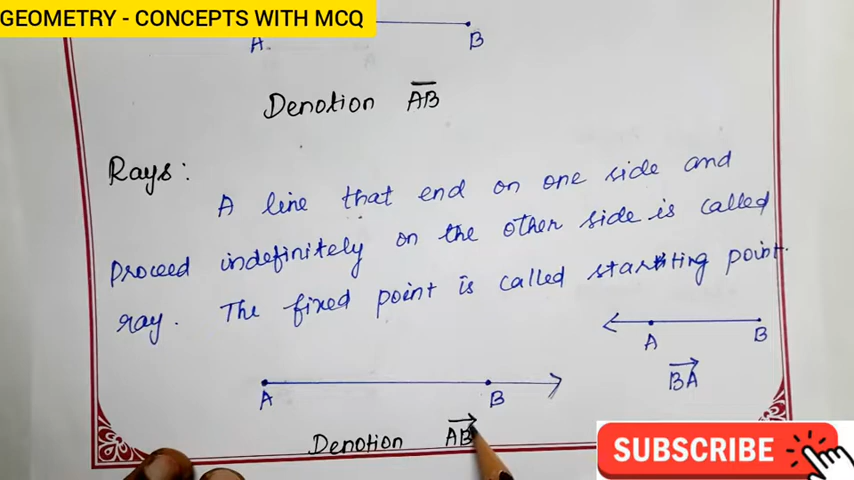 GEOMETRY - CONCEPTS WITH MCQ
A B
Denotion AB
Rays:
A line that end on one side and
proceed indefinitely on the other side is called
ray. The fixed point is called starting point.
A B
BA
A B
Denotion AB
SUBSCRIBE